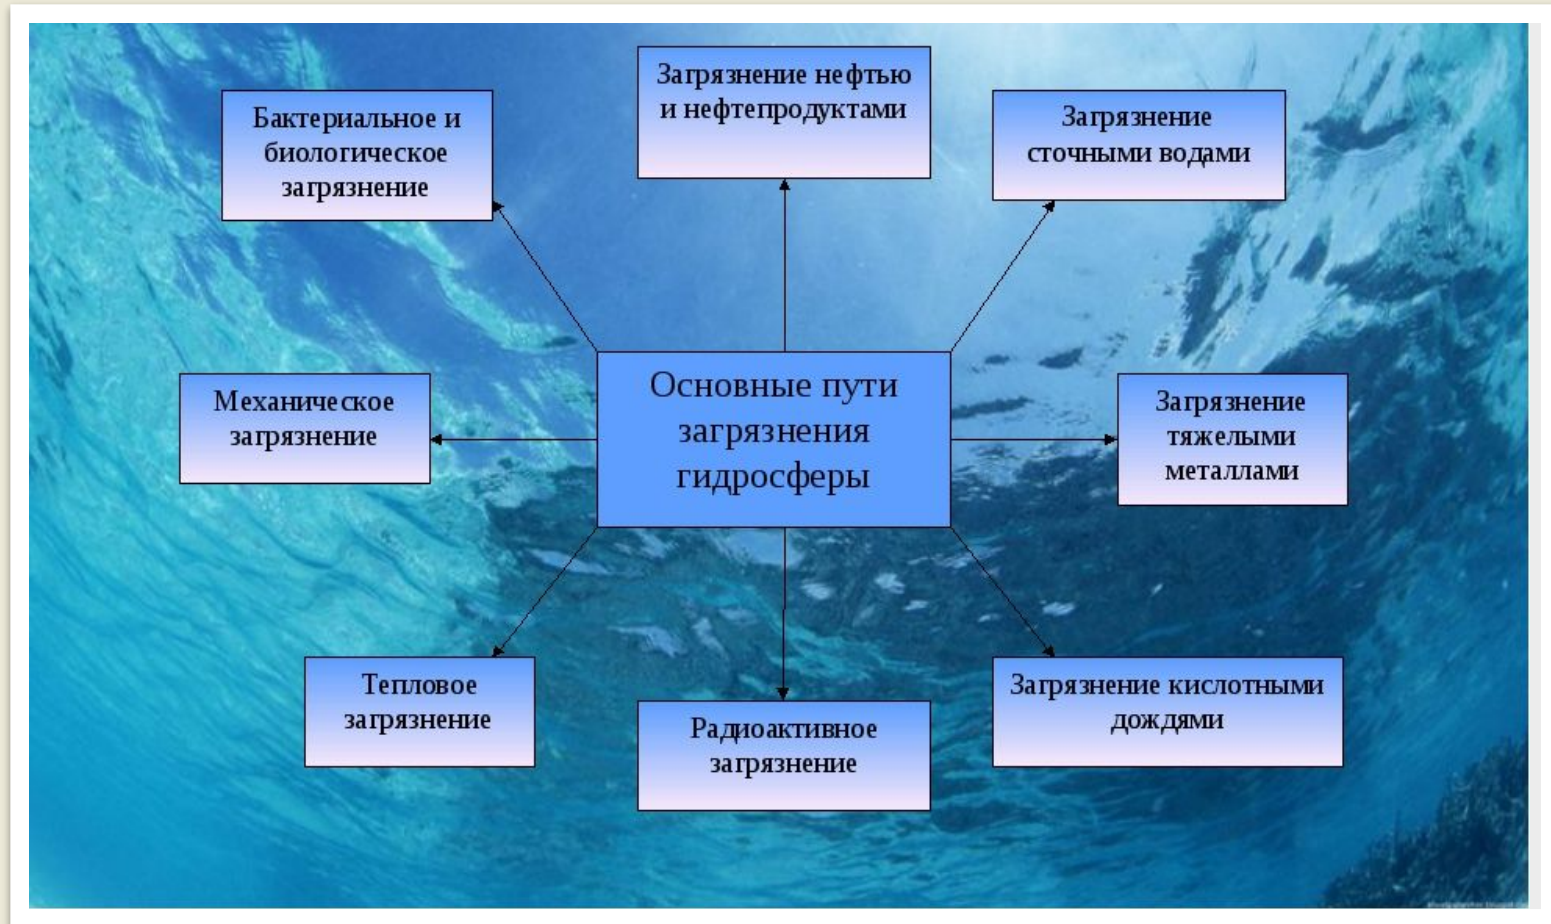 Загрязнение нефтью
и нефтепродуктами
Бактериальное и
биологическое
загрязнение
Загрязнение
сточными водами
Основные пути
загрязнения
гидросферы
Механическое
загрязнение
Загрязнение
тяжелыми
металлами
Тепловое
загрязнение
Радиоактивное
загрязнение
Загрязнение кислотными
дождями